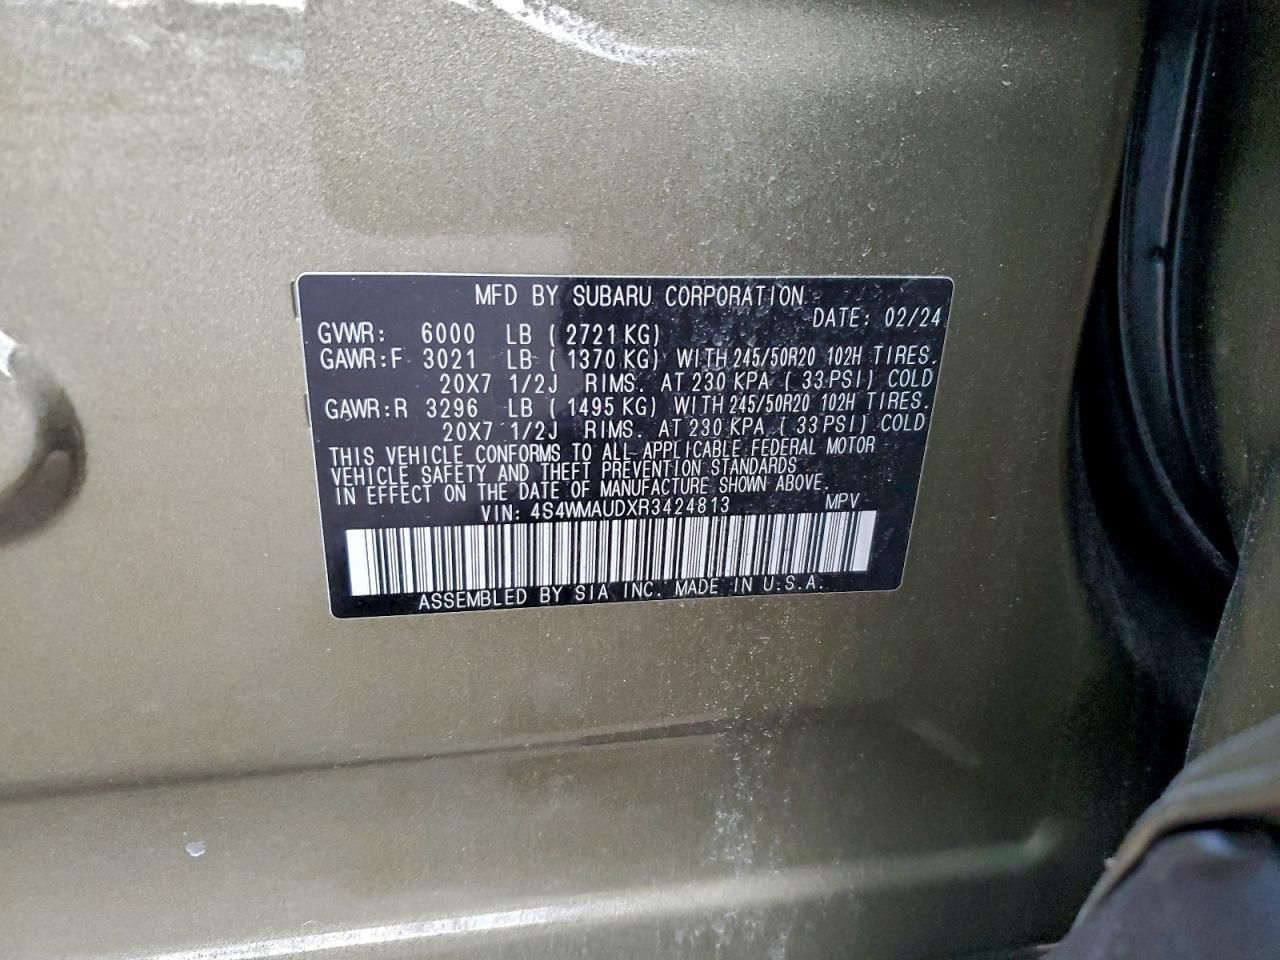 MFD BY SUBARU CORPORATION
DATE: 02/24
GVWR: 6000 LB ( 2721 KG)
GAWR:F 3021 LB ( 1370 KG) WITH 245/50R20 102H TIRES.
20X7 1/2J RIMS. AT 230 KPA ( 33 PSI) COLD
GAWR:R 3296 LB ( 1495 KG) WITH 245/50R20 102H TIRES.
20X7 1/2J RIMS. AT 230 KPA ( 33 PSI) COLD
THIS VEHICLE CONFORMS TO ALL APPLICABLE FEDERAL MOTOR
VEHICLE SAFETY AND THEFT PREVENTION STANDARDS
IN EFFECT ON THE DATE OF MANUFACTURE SHOWN ABOVE.
VIN: 4S4WMAUDXR3424813 MPV
ASSEMBLED BY SIA INC. MADE IN U.S.A.